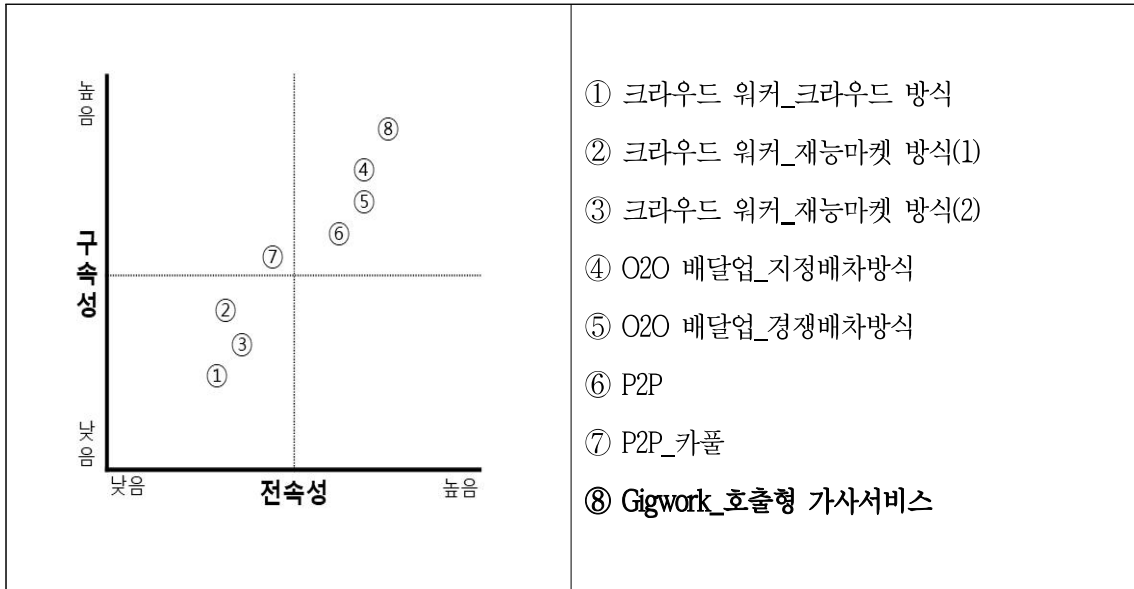 높음
⑧
④
⑤
⑥
⑦
구속성
②
③
①
낮음
낮음 전속성 높음
① 크라우드 워커_크라우드 방식
② 크라우드 워커_재능마켓 방식(1)
③ 크라우드 워커_재능마켓 방식(2)
④ O2O 배달업_지정배차방식
⑤ O2O 배달업_경쟁배차방식
⑥ P2P
⑦ P2P_카풀
⑧ Gigwork_호출형 가사서비스